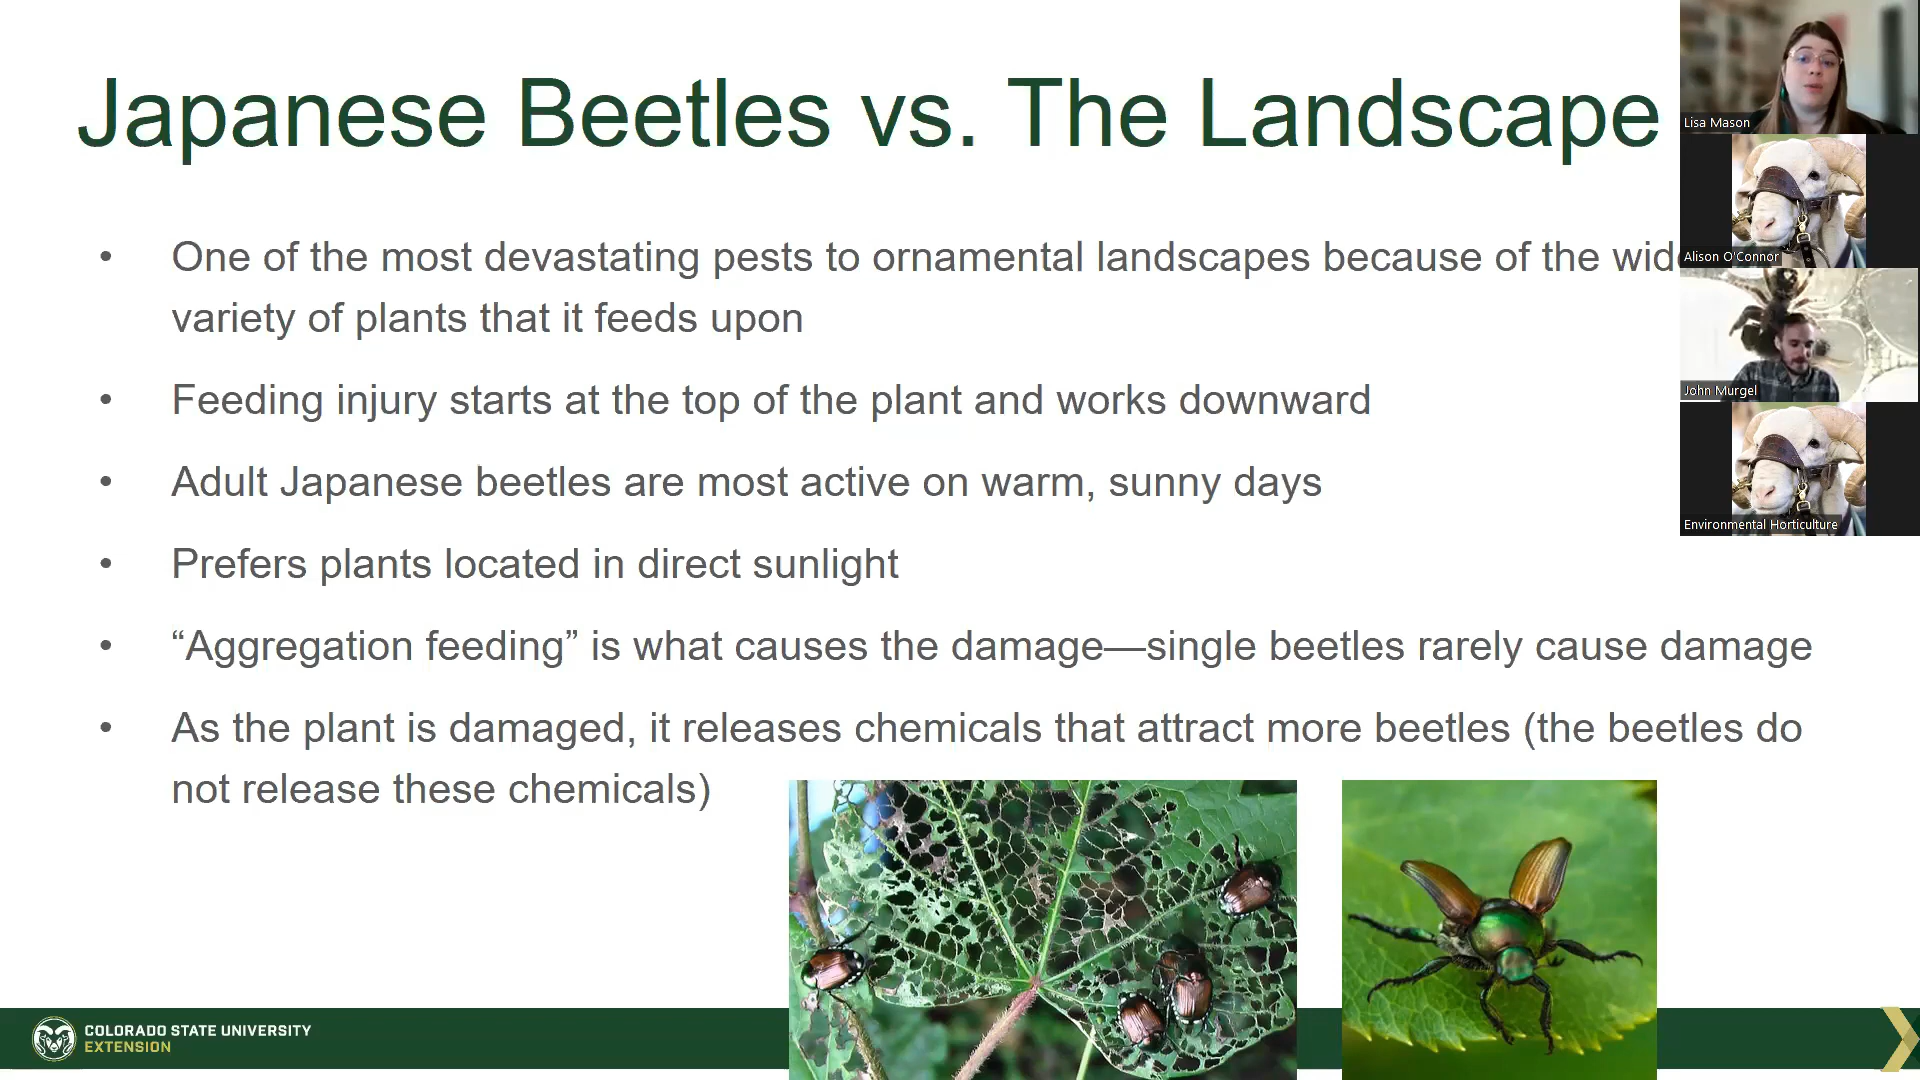 Japanese Beetles vs. The Landscape
• One of the most devastating pests to ornamental landscapes because of the wide
variety of plants that it feeds upon
• Feeding injury starts at the top of the plant and works downward
• Adult Japanese beetles are most active on warm, sunny days
• Prefers plants located in direct sunlight
• “Aggregation feeding” is what causes the damage—single beetles rarely cause damage
• As the plant is damaged, it releases chemicals that attract more beetles (the beetles do
not release these chemicals)
Lisa Mason
Alison O'Connor
John Murgel
Environmental Horticulture
COLORADO STATE UNIVERSITY
EXTENSION